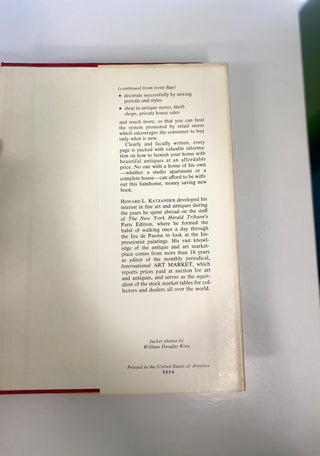 (continued from front flap)
• decorate successfully by mixing
periods and styles
• shop in antique stores, thrift
shops, private house sales
and much more, so that you can beat
the system promoted by retail stores
which encourages the consumer to buy
only what is new.
Clearly and lucidly written, every
page is packed with valuable informa-
tion on how to furnish your home with
beautiful antiques at an affordable
price. No one with a home of his own
—whether a studio apartment or a
complete house—can afford to be with-
out this handsome, money saving new
book.
HOWARD L. KATZANDER developed his
interest in fine art and antiques during
the years he spent abroad on the staff
of The New York Herald Tribune's
Paris Edition, where he formed the
habit of walking once a day through
the Jeu de Paume to look at the Im-
pressionist paintings. His vast knowl-
edge of the antique and art market-
place comes from more than 16 years
as editor of the monthly periodical,
International ART MARKET, which
reports prices paid at auction for art
and antiques, and serves as the equiva-
lent of the stock market tables for col-
lectors and dealers all over the world.
Jacket photos by
William Douglas King
Printed in the United States of America